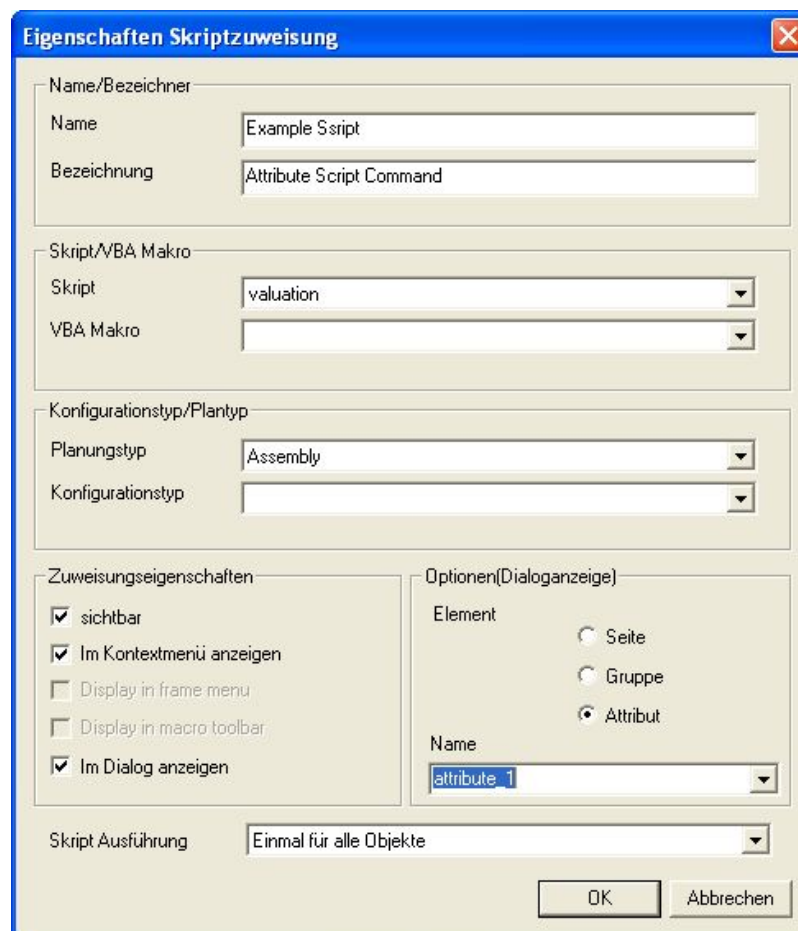 Eigenschaften Skriptzuweisung
Name/Bezeichner
Name Example Ssript
Bezeichnung Attribute Script Command
Skript/VBA Makro
Skript valuation
VBA Makro
Konfigurationstyp/Plantyp
Planungstyp Assembly
Konfigurationstyp
Zuweisungseigenschaften
sichtbar
Im Kontextmenü anzeigen
Display in frame menu
Display in macro toolbar
Im Dialog anzeigen
Optionen(Dialoganzeige)
Element
Seite
Gruppe
Attribut
Name
attribute_1
Skript Ausführung Einmal für alle Objekte
OK Abbrechen